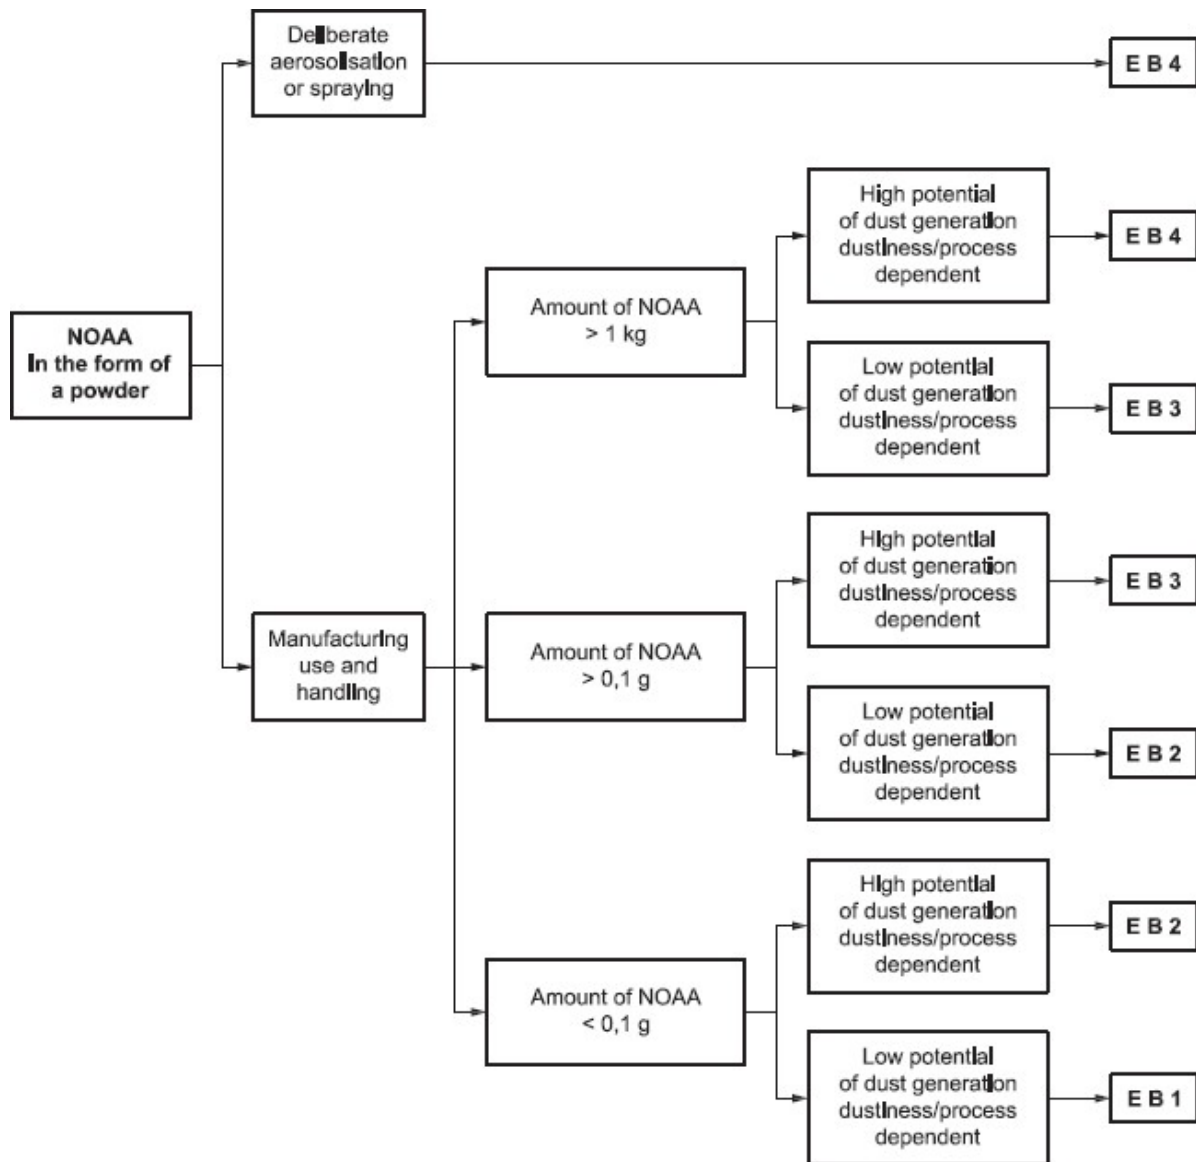 Deliberate
aerosolisation
or spraying
E B 4
High potential
of dust generation
dustiness/process
dependent
E B 4
Amount of NOAA
> 1 kg
NOAA
In the form of
a powder
Low potential
of dust generation
dustiness/process
dependent
E B 3
High potential
of dust generation
dustiness/process
dependent
E B 3
Manufacturing
use and
handling
Amount of NOAA
> 0,1 g
Low potential
of dust generation
dustiness/process
dependent
E B 2
High potential
of dust generation
dustiness/process
dependent
E B 2
Amount of NOAA
< 0,1 g
Low potential
of dust generation
dustiness/process
dependent
E B 1